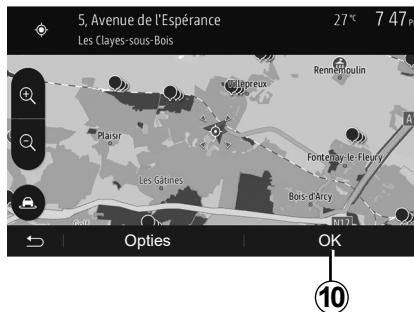 5, Avenue de l'Espérance
27°C
7 47
Les Clayes-sous-Bois
Rennemoulin
Villepreux
Plaisir
Fontenay-le-Fleury
Les Gâtines
Bois-d'Arcy
N12
Opties
OK
10